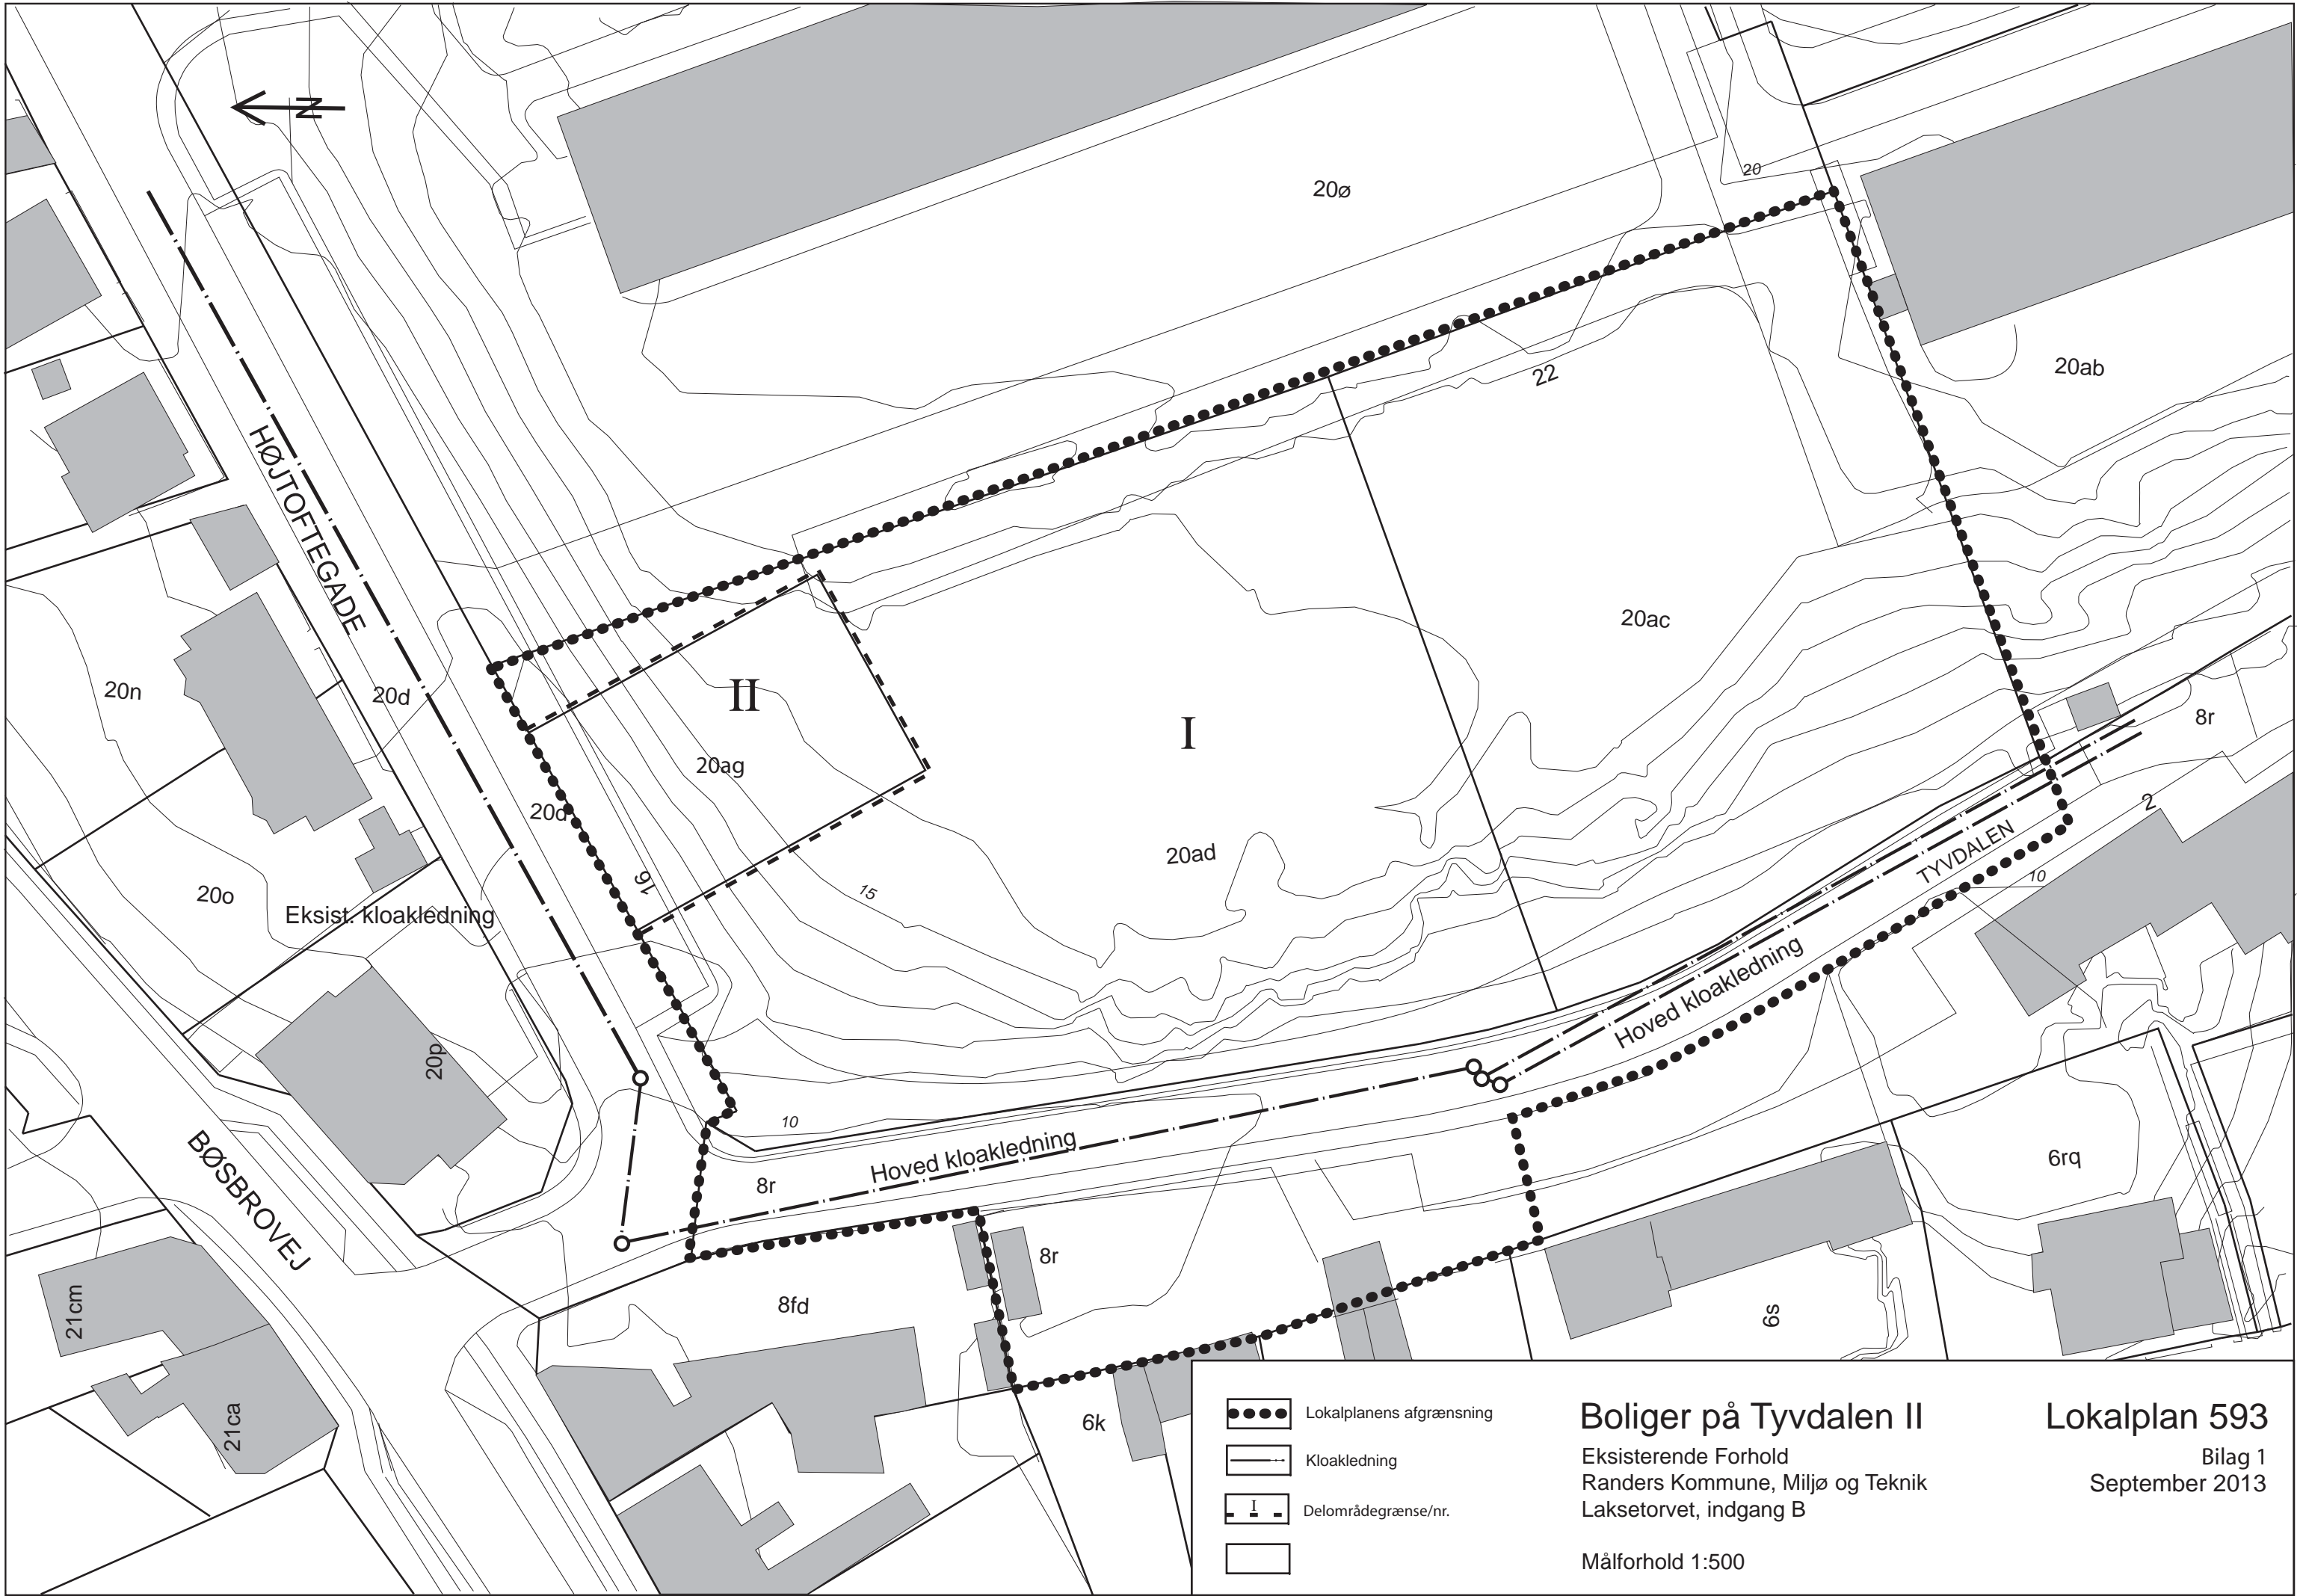 N
20ø
20
20ab
22
HØJTOFTEGADE
20ac
20n
20d
II
I
8r
20ag
20d
2
TYVDALEN
20ad
16
15
10
20o
Eksist. kloakledning
Hoved kloakledning
20p
10
Hoved kloakledning
BØSBROVEJ
8r
6rq
8r
21cm
8fd
6s
21ca
6k
Lokalplanens afgrænsning
Kloakledning
I
Delområdegrænse/nr.
Boliger på Tyvdalen II
Eksisterende Forhold
Randers Kommune, Miljø og Teknik
Laksetorvet, indgang B
Målforhold 1:500
Lokalplan 593
Bilag 1
September 2013